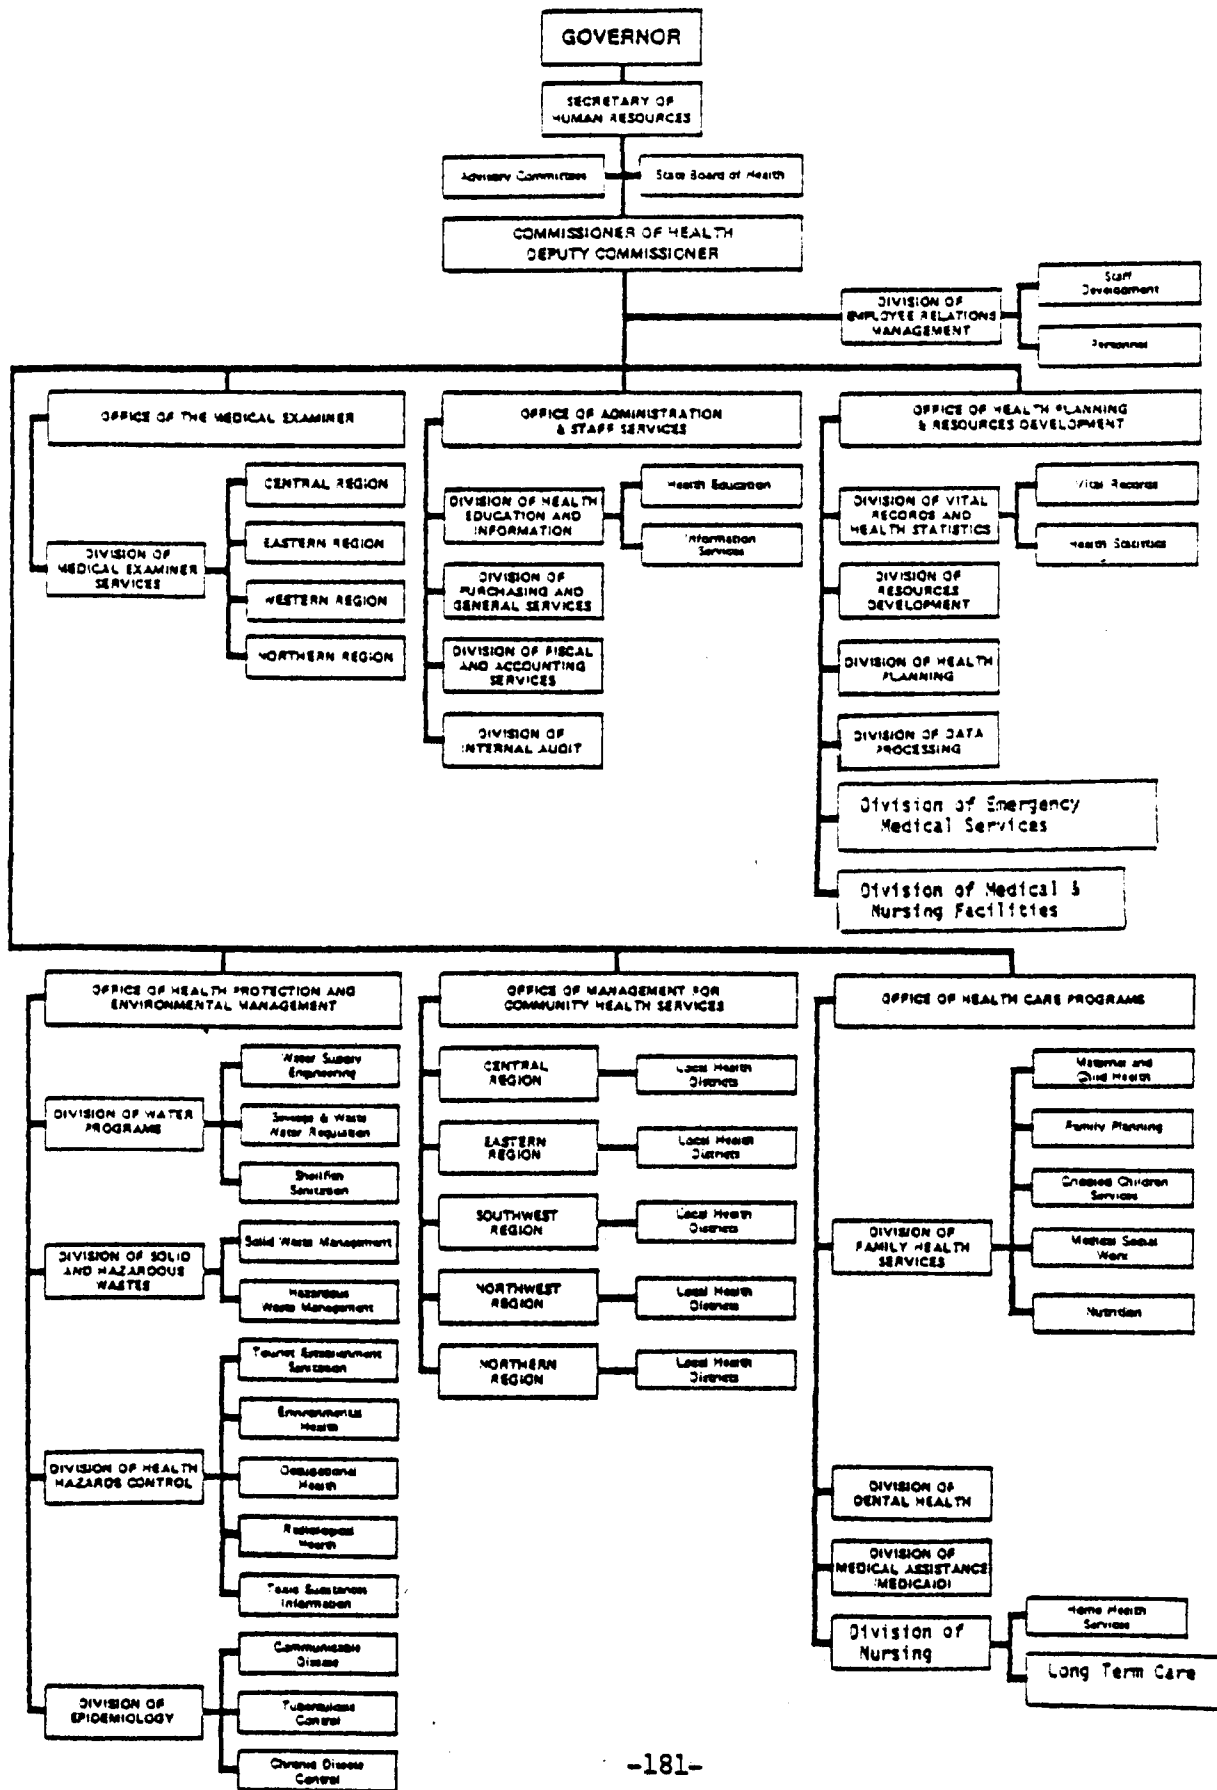 GOVERNOR
SECRETARY OF
HUMAN RESOURCES
Advisory Committees
State Board of Health
COMMISSIONER OF HEALTH
DEPUTY COMMISSIONER
DIVISION OF
EMPLOYEE RELATIONS
MANAGEMENT
Staff
Development
Personnel
OFFICE OF THE MEDICAL EXAMINER
DIVISION OF
MEDICAL EXAMINER
SERVICES
CENTRAL REGION
EASTERN REGION
WESTERN REGION
NORTHERN REGION
OFFICE OF ADMINISTRATION
& STAFF SERVICES
DIVISION OF HEALTH
EDUCATION AND
INFORMATION
Health Education
Information
Services
DIVISION OF
PURCHASING AND
GENERAL SERVICES
DIVISION OF FISCAL
AND ACCOUNTING
SERVICES
DIVISION OF
INTERNAL AUDIT
OFFICE OF HEALTH PLANNING
& RESOURCES DEVELOPMENT
DIVISION OF VITAL
RECORDS AND
HEALTH STATISTICS
Vital Records
Health Statistics
DIVISION OF
RESOURCES
DEVELOPMENT
DIVISION OF HEALTH
PLANNING
DIVISION OF DATA
PROCESSING
Division of Emergency
Medical Services
Division of Medical &
Nursing Facilities
OFFICE OF HEALTH PROTECTION AND
ENVIRONMENTAL MANAGEMENT
DIVISION OF WATER
PROGRAMS
Water Supply
Engineering
Sewage & Waste
Water Regulation
Shellfish
Sanitation
DIVISION OF SOLID
AND HAZARDOUS
WASTES
Solid Waste Management
Hazardous
Waste Management
DIVISION OF HEALTH
HAZARDS CONTROL
Tourist Establishment
Sanitation
Environmental
Health
Occupational
Health
Radiological
Health
Toxic Substances
Information
DIVISION OF
EPIDEMIOLOGY
Communicable
Disease
Tuberculosis
Control
Chronic Disease
Control
OFFICE OF MANAGEMENT FOR
COMMUNITY HEALTH SERVICES
CENTRAL
REGION
Local Health
Districts
EASTERN
REGION
Local Health
Districts
SOUTHWEST
REGION
Local Health
Districts
NORTHWEST
REGION
Local Health
Districts
NORTHERN
REGION
Local Health
Districts
OFFICE OF HEALTH CARE PROGRAMS
DIVISION OF
FAMILY HEALTH
SERVICES
Maternal and
Child Health
Family Planning
Crippled Children
Services
Medical Social
Work
Nutrition
DIVISION OF
DENTAL HEALTH
DIVISION OF
MEDICAL ASSISTANCE
(MEDICAID)
Division of
Nursing
Home Health
Services
Long Term Care
-181-